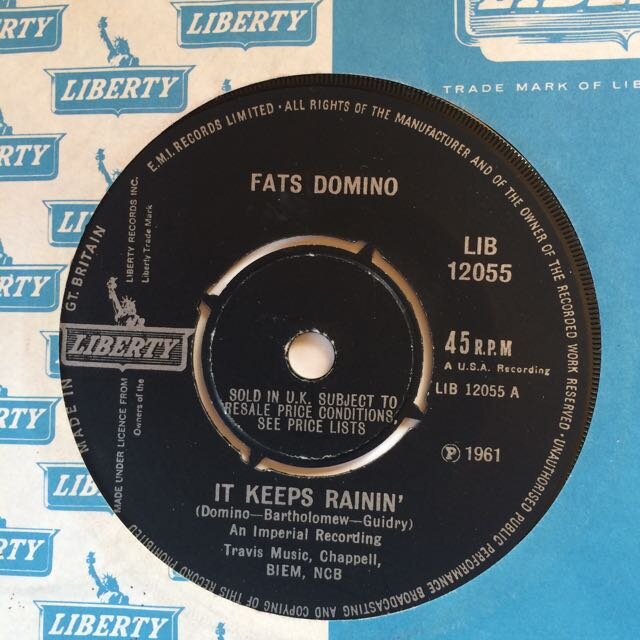 LIBERTY
LIBERTY
LIBERTY
TRADE MARK OF LIB
E.M.I. RECORDS LIMITED · ALL RIGHTS OF THE MANUFACTURER AND OF THE OWNER OF THE RECORDED WORK RESERVED · UNAUTHORISED PUBLIC PERFORMANCE BROADCASTING AND COPYING OF THIS RECORD PROHIBITED
MADE IN GT. BRITAIN
FATS DOMINO
LIB
12055
LIBERTY RECORDS INC.
Liberty Trade Mark
LIBERTY
MADE UNDER LICENCE FROM
Owners of the
45 R.P.M
A U.S.A. Recording
LIB 12055 A
SOLD IN U.K. SUBJECT TO
RESALE PRICE CONDITIONS,
SEE PRICE LISTS
℗ 1961
IT KEEPS RAININ'
(Domino—Bartholomew—Guidry)
An Imperial Recording
Travis Music, Chappell,
BIEM, NCB
LIBERTY